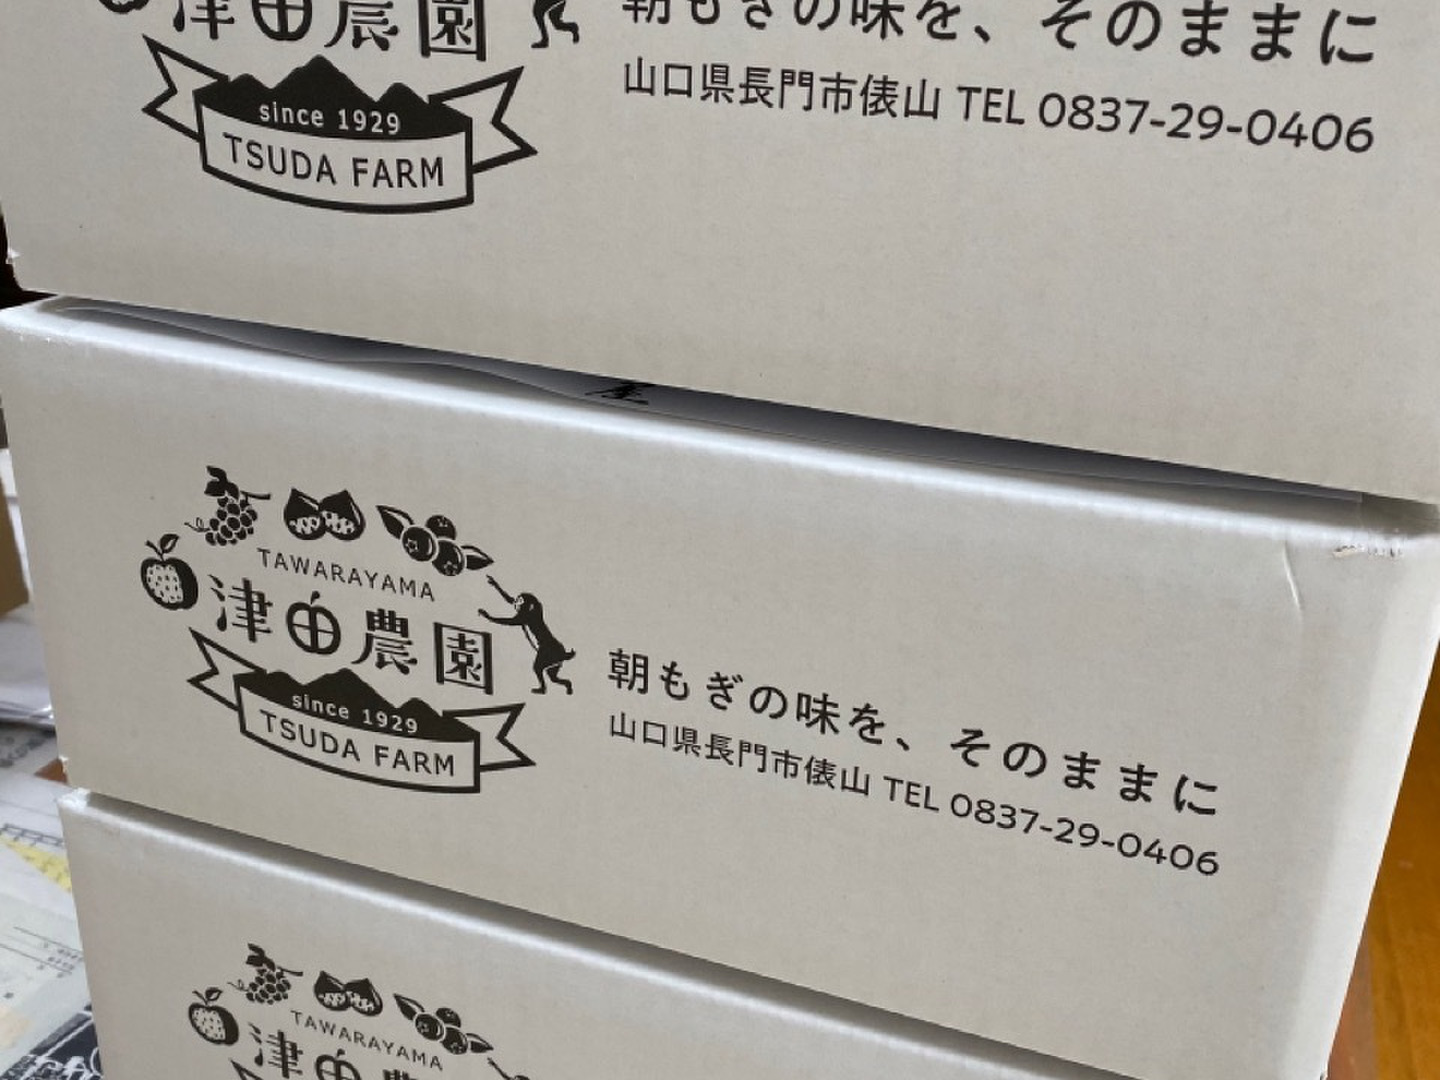 津田農園
since 1929
TSUDA FARM
朝もぎの味を、そのままに
山口県長門市俵山 TEL 0837-29-0406
TAWARAYAMA
津田農園
since 1929
TSUDA FARM
朝もぎの味を、そのままに
山口県長門市俵山 TEL 0837-29-0406
TAWARAYAMA
津田農